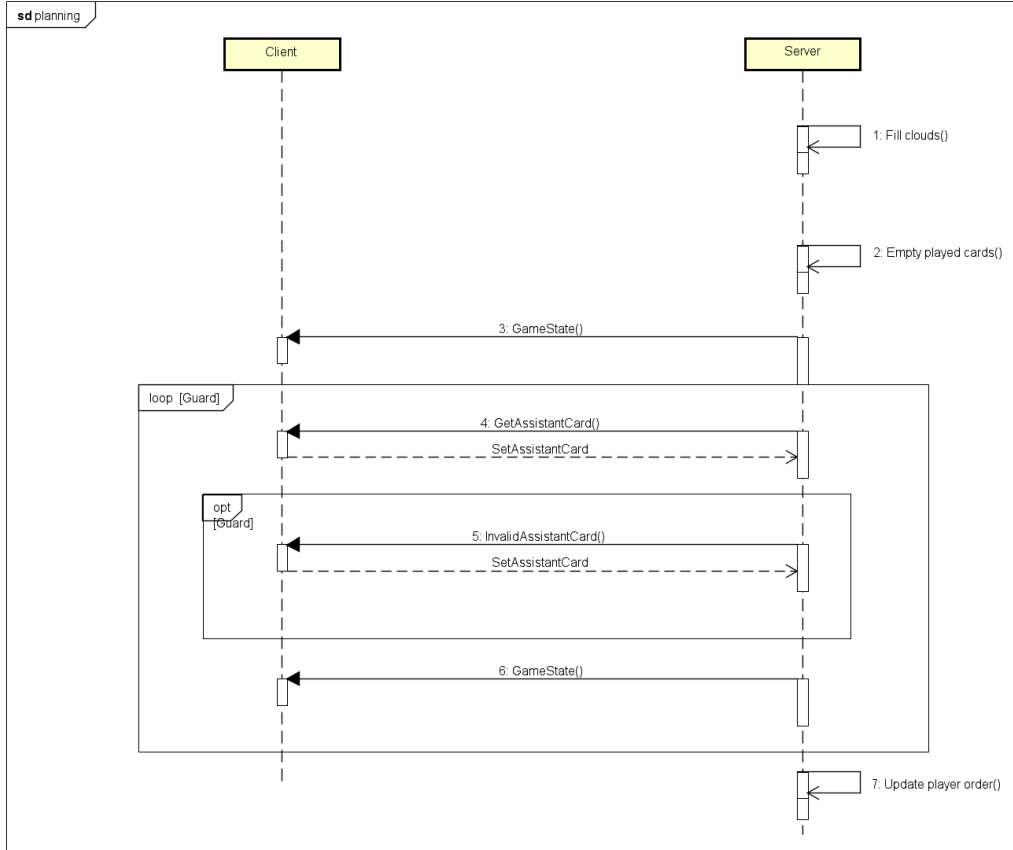 sd planning
Client
Server
1: Fill clouds()
2: Empty played cards()
3: GameState()
loop [Guard]
4: GetAssistantCard()
SetAssistantCard
opt
[Guard]
5: InvalidAssistantCard()
SetAssistantCard
6: GameState()
7: Update player order()